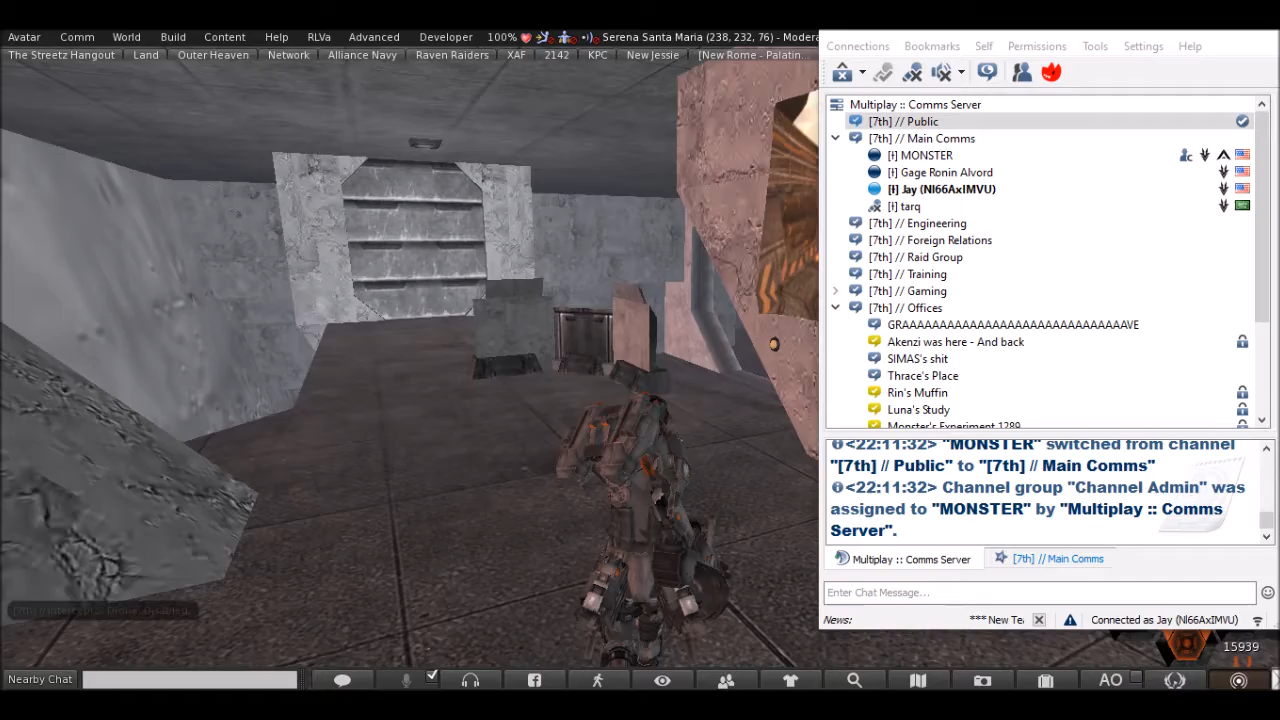 Avatar Comm World Build Content Help RLVa Advanced Developer 100% Serena Santa Maria (238, 232, 76) - Moder
The Streetz Hangout Land Outer Heaven Network Alliance Navy Raven Raiders XAF 2142 KPC New Jessie [New Rome - Palatin...
Connections Bookmarks Self Permissions Tools Settings Help
Multiplay :: Comms Server
[7th] // Public
[7th] // Main Comms
[ƚ] MONSTER
[ƚ] Gage Ronin Alvord
[ƚ] Jay (NI66AxIMVU)
[ƚ] tarq
[7th] // Engineering
[7th] // Foreign Relations
[7th] // Raid Group
[7th] // Training
[7th] // Gaming
[7th] // Offices
GRAAAAAAAAAAAAAAAAAAAAAAAAAAAAAAAVE
Akenzi was here - And back
SIMAS's shit
Thrace's Place
Rin's Muffin
Luna's Study
Monster's Experiment 1289
<22:11:32> "MONSTER" switched from channel
"[7th] // Public" to "[7th] // Main Comms"
<22:11:32> Channel group "Channel Admin" was
assigned to "MONSTER" by "Multiplay :: Comms
Server".
Multiplay :: Comms Server [7th] // Main Comms
Enter Chat Message...
News: *** New Te Connected as Jay (NI66AxIMVU)
15939
Nearby Chat AO